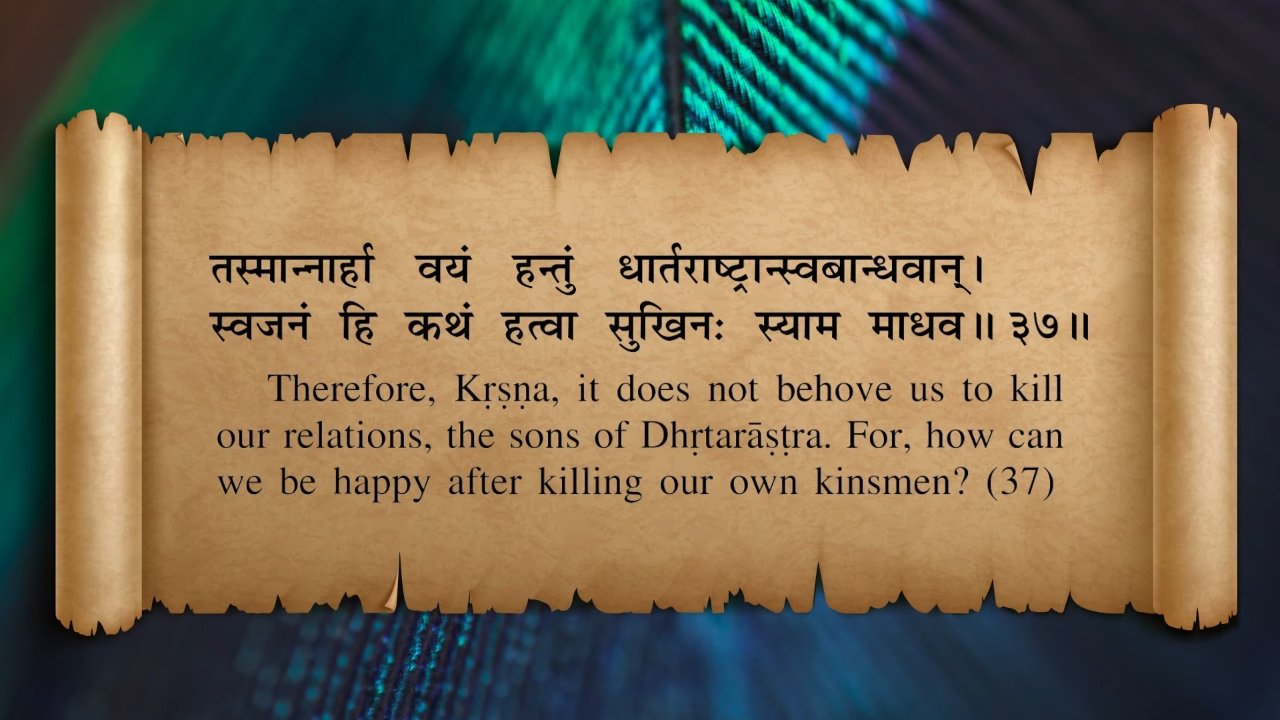 तस्मान्नार्हा वयं हन्तुं धार्तराष्ट्रान्स्वबान्धवान्।
स्वजनं हि कथं हत्वा सुखिनः स्याम माधव॥ ३७॥
Therefore, Kṛṣṇa, it does not behove us to kill
our relations, the sons of Dhṛtarāṣṭra. For, how can
we be happy after killing our own kinsmen? (37)